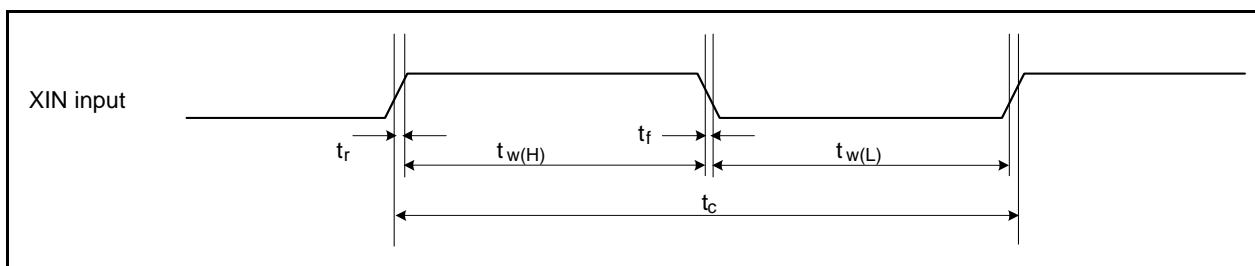 XIN input
tr
tw(H)
tf
tw(L)
tc